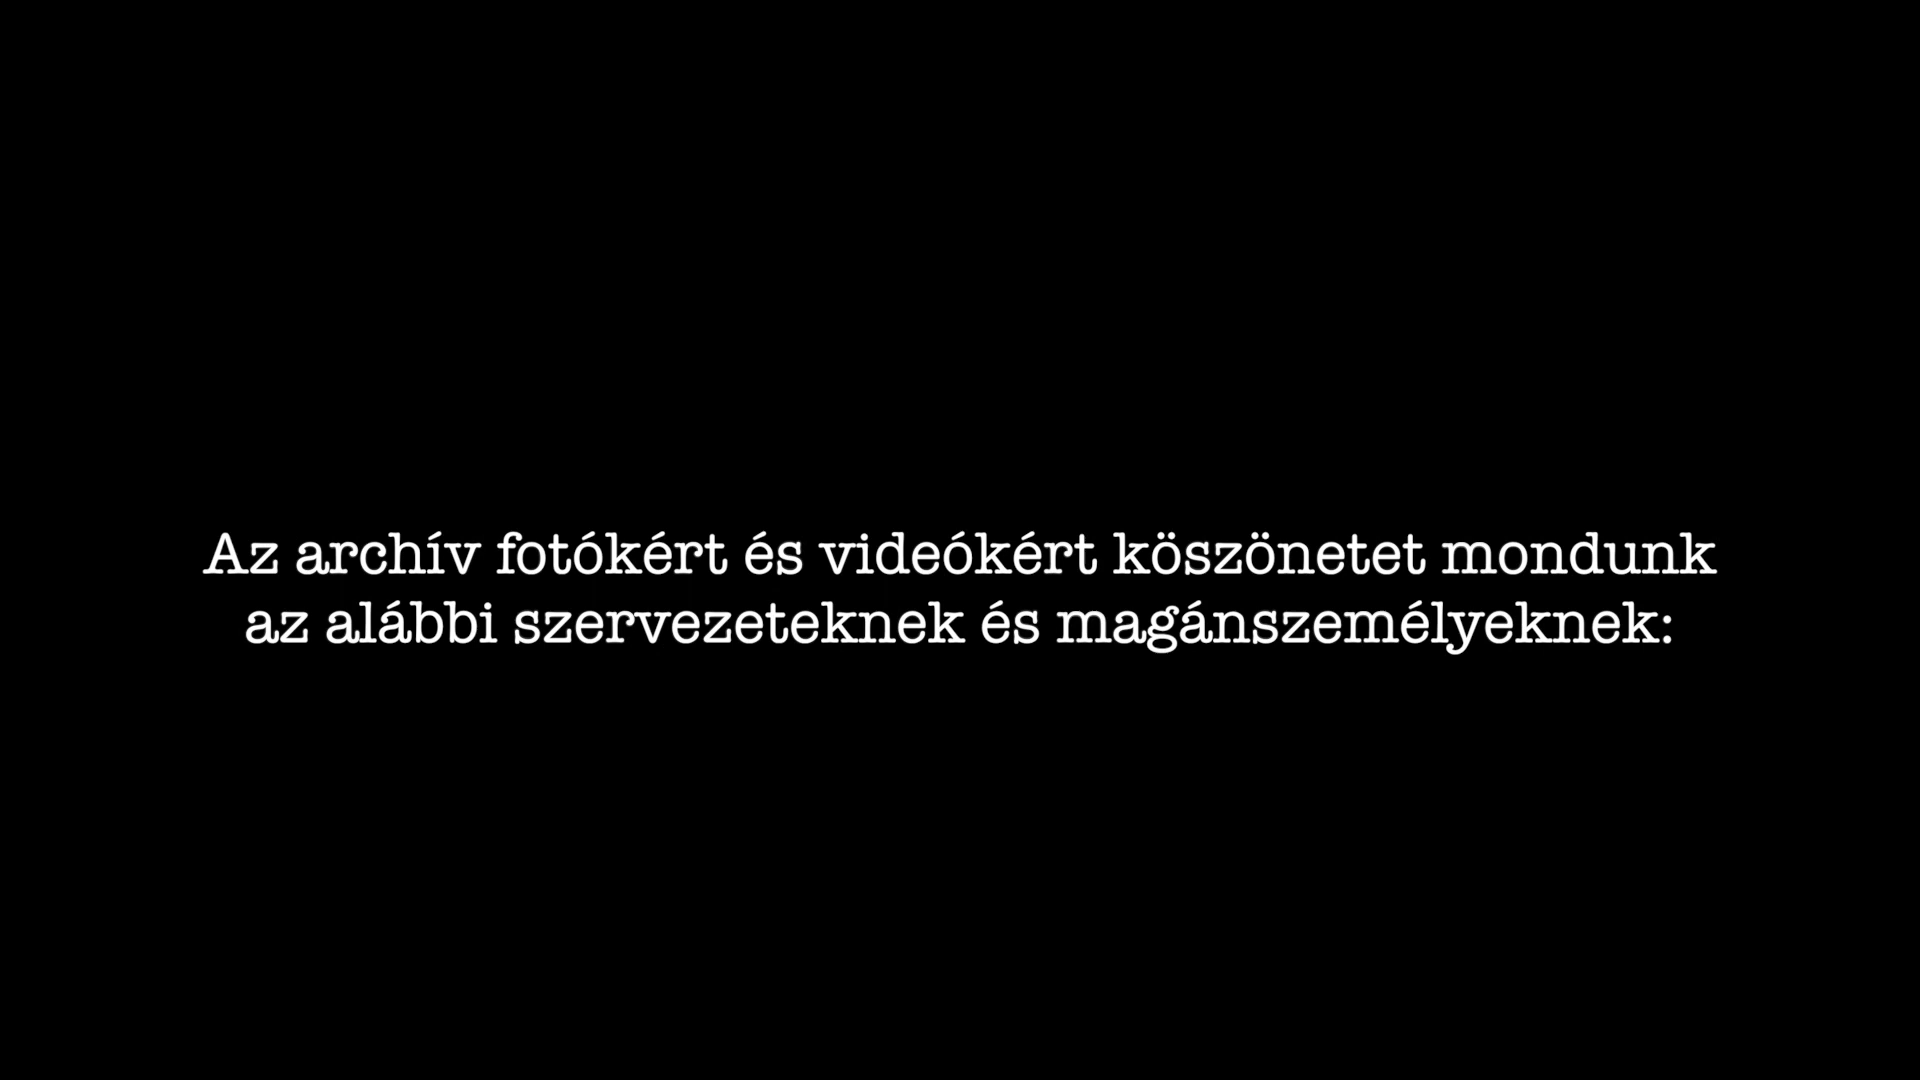 Az archív fotókért és videókért köszönetet mondunk
az alábbi szervezeteknek és magánszemélyeknek: